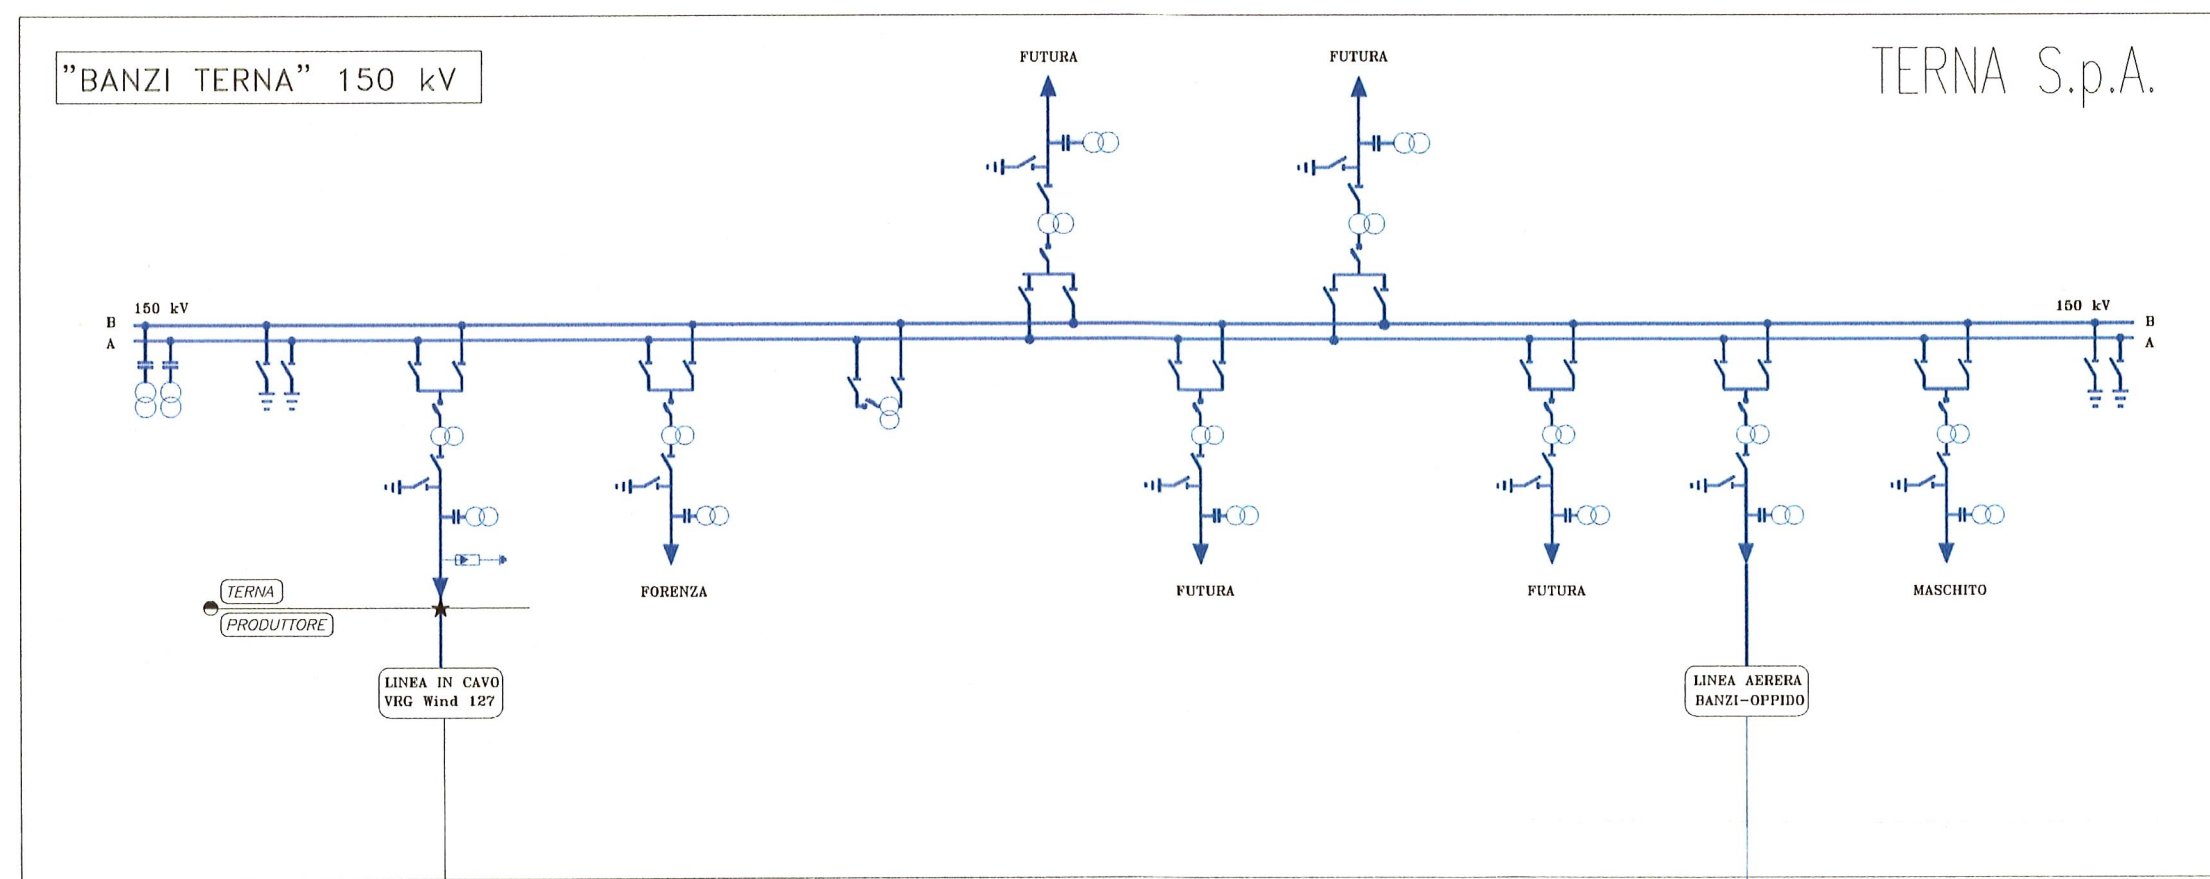 "BANZI TERNA" 150 kV
FUTURA
FUTURA
TERNA S.p.A.
150 kV
150 kV
B
B
A
A
TERNA
PRODUTTORE
FORENZA
FUTURA
FUTURA
MASCHITO
LINEA IN CAVO
VRG Wind 127
LINEA AERERA
BANZI-OPPIDO